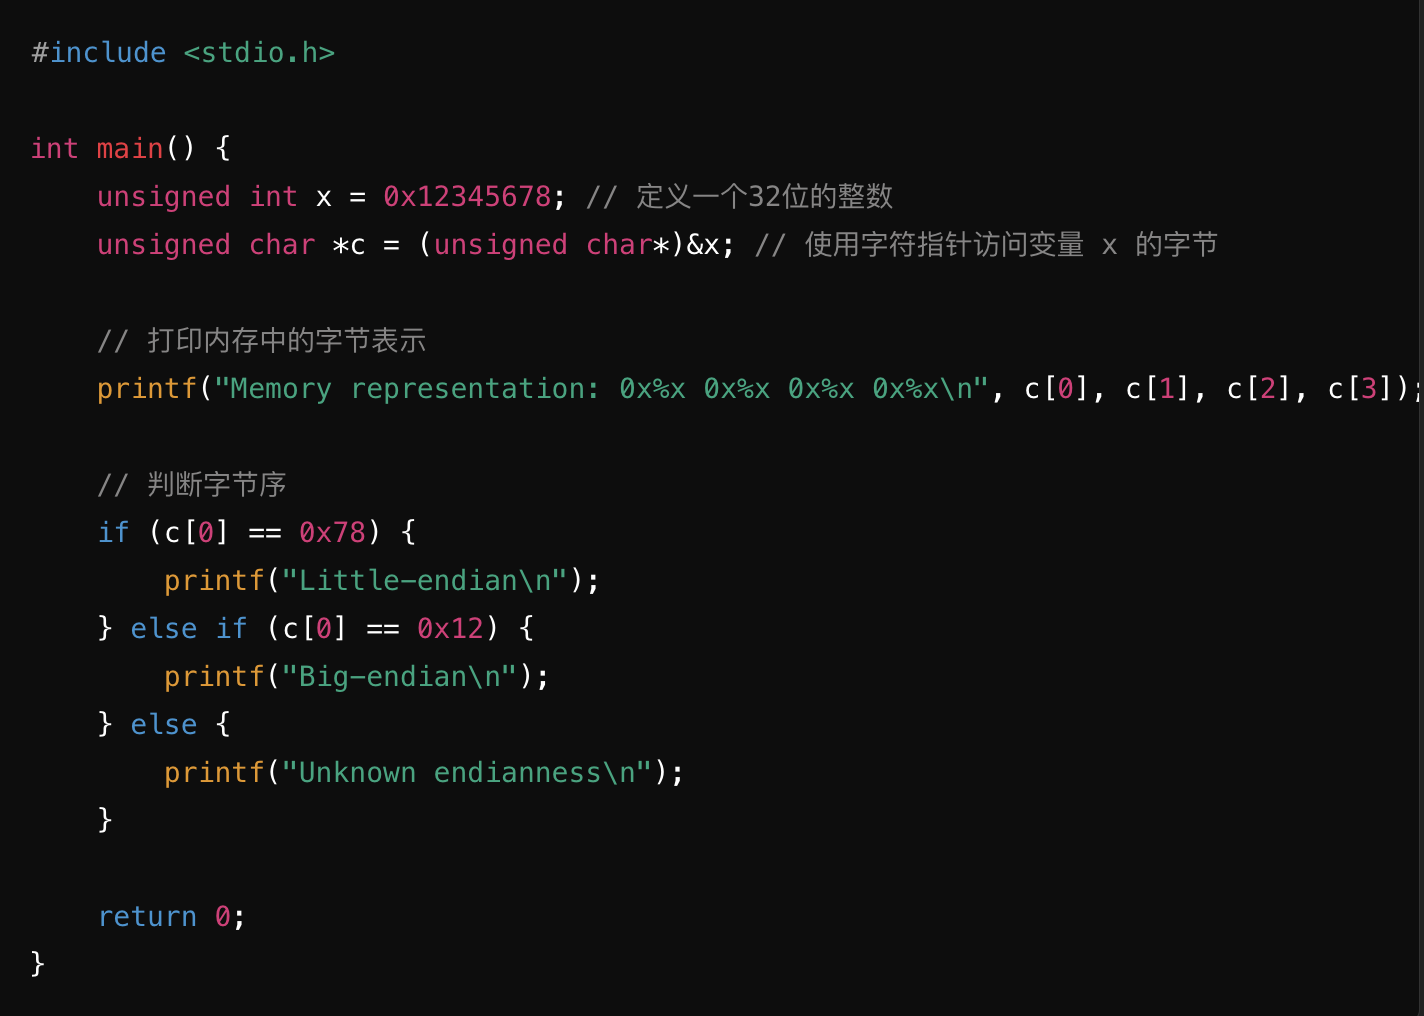 #include <stdio.h>
int main() {
    unsigned int x = 0x12345678; // 定义一个32位的整数
    unsigned char *c = (unsigned char*)&x; // 使用字符指针访问变量 x 的字节
    // 打印内存中的字节表示
    printf("Memory representation: 0x%x 0x%x 0x%x 0x%x\n", c[0], c[1], c[2], c[3]);
    // 判断字节序
    if (c[0] == 0x78) {
        printf("Little-endian\n");
    } else if (c[0] == 0x12) {
        printf("Big-endian\n");
    } else {
        printf("Unknown endianness\n");
    }
    return 0;
}